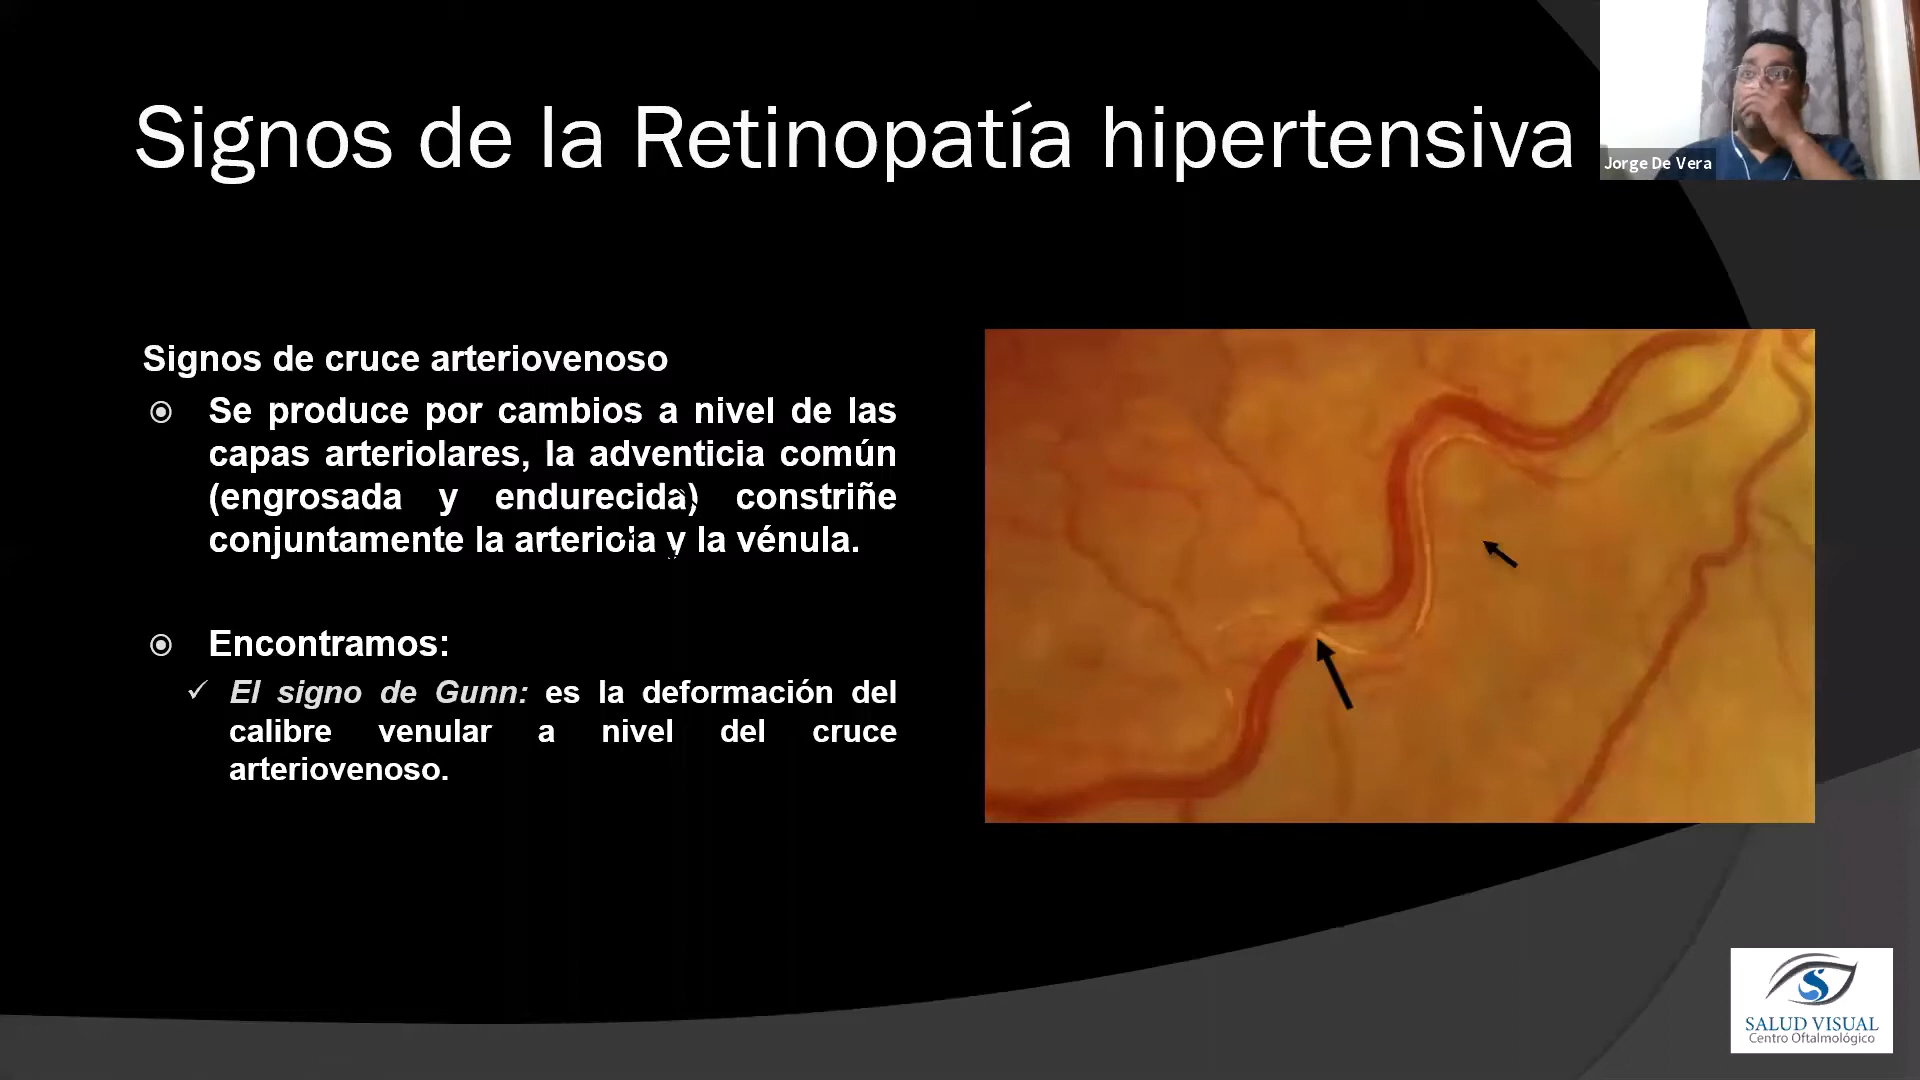 Signos de la Retinopatía hipertensiva
Jorge De Vera
Signos de cruce arteriovenoso
Se produce por cambios a nivel de las
capas arteriolares, la adventicia común
(engrosada y endurecida) constriñe
conjuntamente la arteriola y la vénula.
Encontramos:
El signo de Gunn: es la deformación del
calibre venular a nivel del cruce
arteriovenoso.
SALUD VISUAL
Centro Oftalmológico